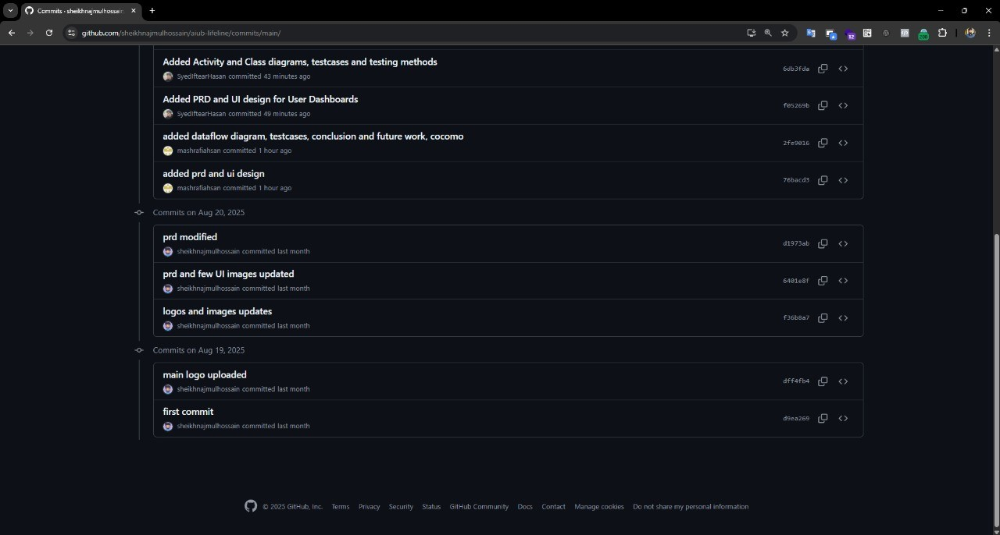 Commits · sheikhnajmulhossain
github.com/sheikhnajmulhossain/aiub-lifeline/commits/main/
12
200
Added Activity and Class diagrams, testcases and testing methods
SyedIftearHasan committed 43 minutes ago
6db3fda
Added PRD and UI design for User Dashboards
SyedIftearHasan committed 49 minutes ago
f05269b
added dataflow diagram, testcases, conclusion and future work, cocomo
mashrafiahsan committed 1 hour ago
2fe9016
added prd and ui design
mashrafiahsan committed 1 hour ago
76bacd3
Commits on Aug 20, 2025
prd modified
sheikhnajmulhossain committed last month
d1973ab
prd and few UI images updated
sheikhnajmulhossain committed last month
6401e8f
logos and images updates
sheikhnajmulhossain committed last month
f36b8a7
Commits on Aug 19, 2025
main logo uploaded
sheikhnajmulhossain committed last month
dff4fb4
first commit
sheikhnajmulhossain committed last month
d9ea269
© 2025 GitHub, Inc. Terms Privacy Security Status GitHub Community Docs Contact Manage cookies Do not share my personal information